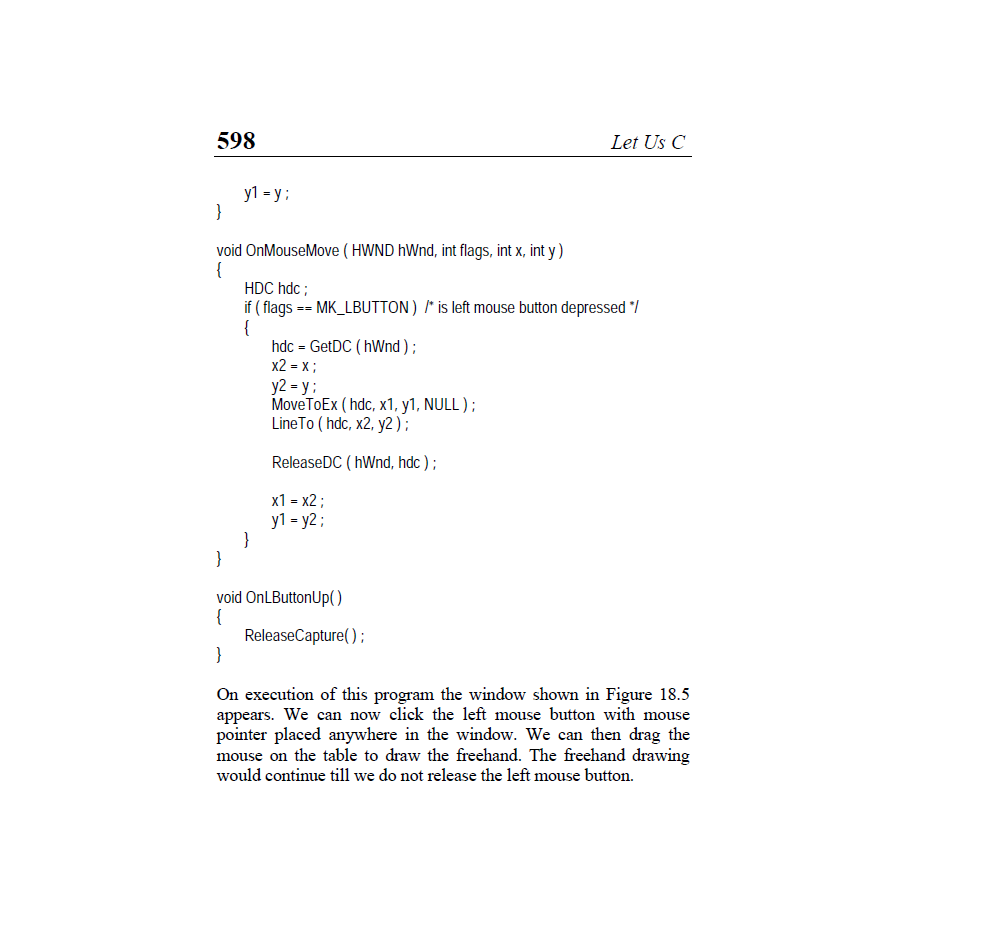 598 Let Us C
y1 = y ;
}
void OnMouseMove ( HWND hWnd, int flags, int x, int y )
{
HDC hdc ;
if ( flags == MK_LBUTTON ) /* is left mouse button depressed */
{
hdc = GetDC ( hWnd ) ;
x2 = x ;
y2 = y ;
MoveToEx ( hdc, x1, y1, NULL ) ;
LineTo ( hdc, x2, y2 ) ;
ReleaseDC ( hWnd, hdc ) ;
x1 = x2 ;
y1 = y2 ;
}
}
void OnLButtonUp( )
{
ReleaseCapture( ) ;
}
On execution of this program the window shown in Figure 18.5
appears. We can now click the left mouse button with mouse
pointer placed anywhere in the window. We can then drag the
mouse on the table to draw the freehand. The freehand drawing
would continue till we do not release the left mouse button.